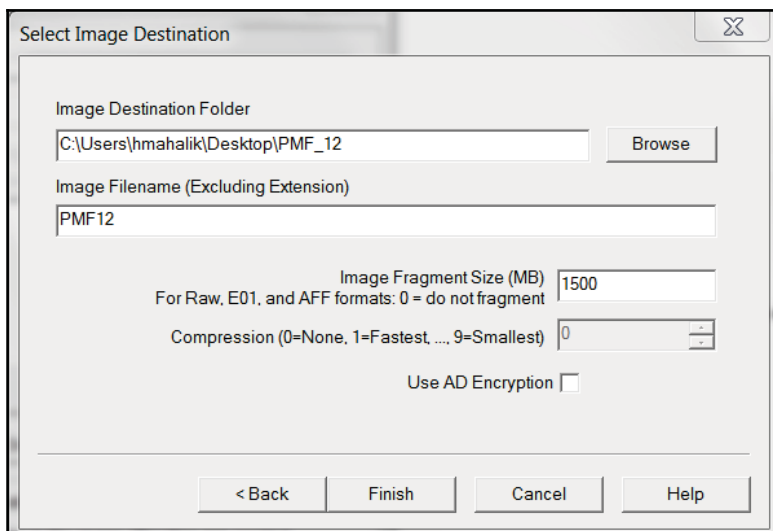 Select Image Destination
Image Destination Folder
C:\Users\hmahalik\Desktop\PMF_12
Browse
Image Filename (Excluding Extension)
PMF12
Image Fragment Size (MB)
For Raw, E01, and AFF formats: 0 = do not fragment
1500
Compression (0=None, 1=Fastest, ..., 9=Smallest)
0
Use AD Encryption
< Back
Finish
Cancel
Help